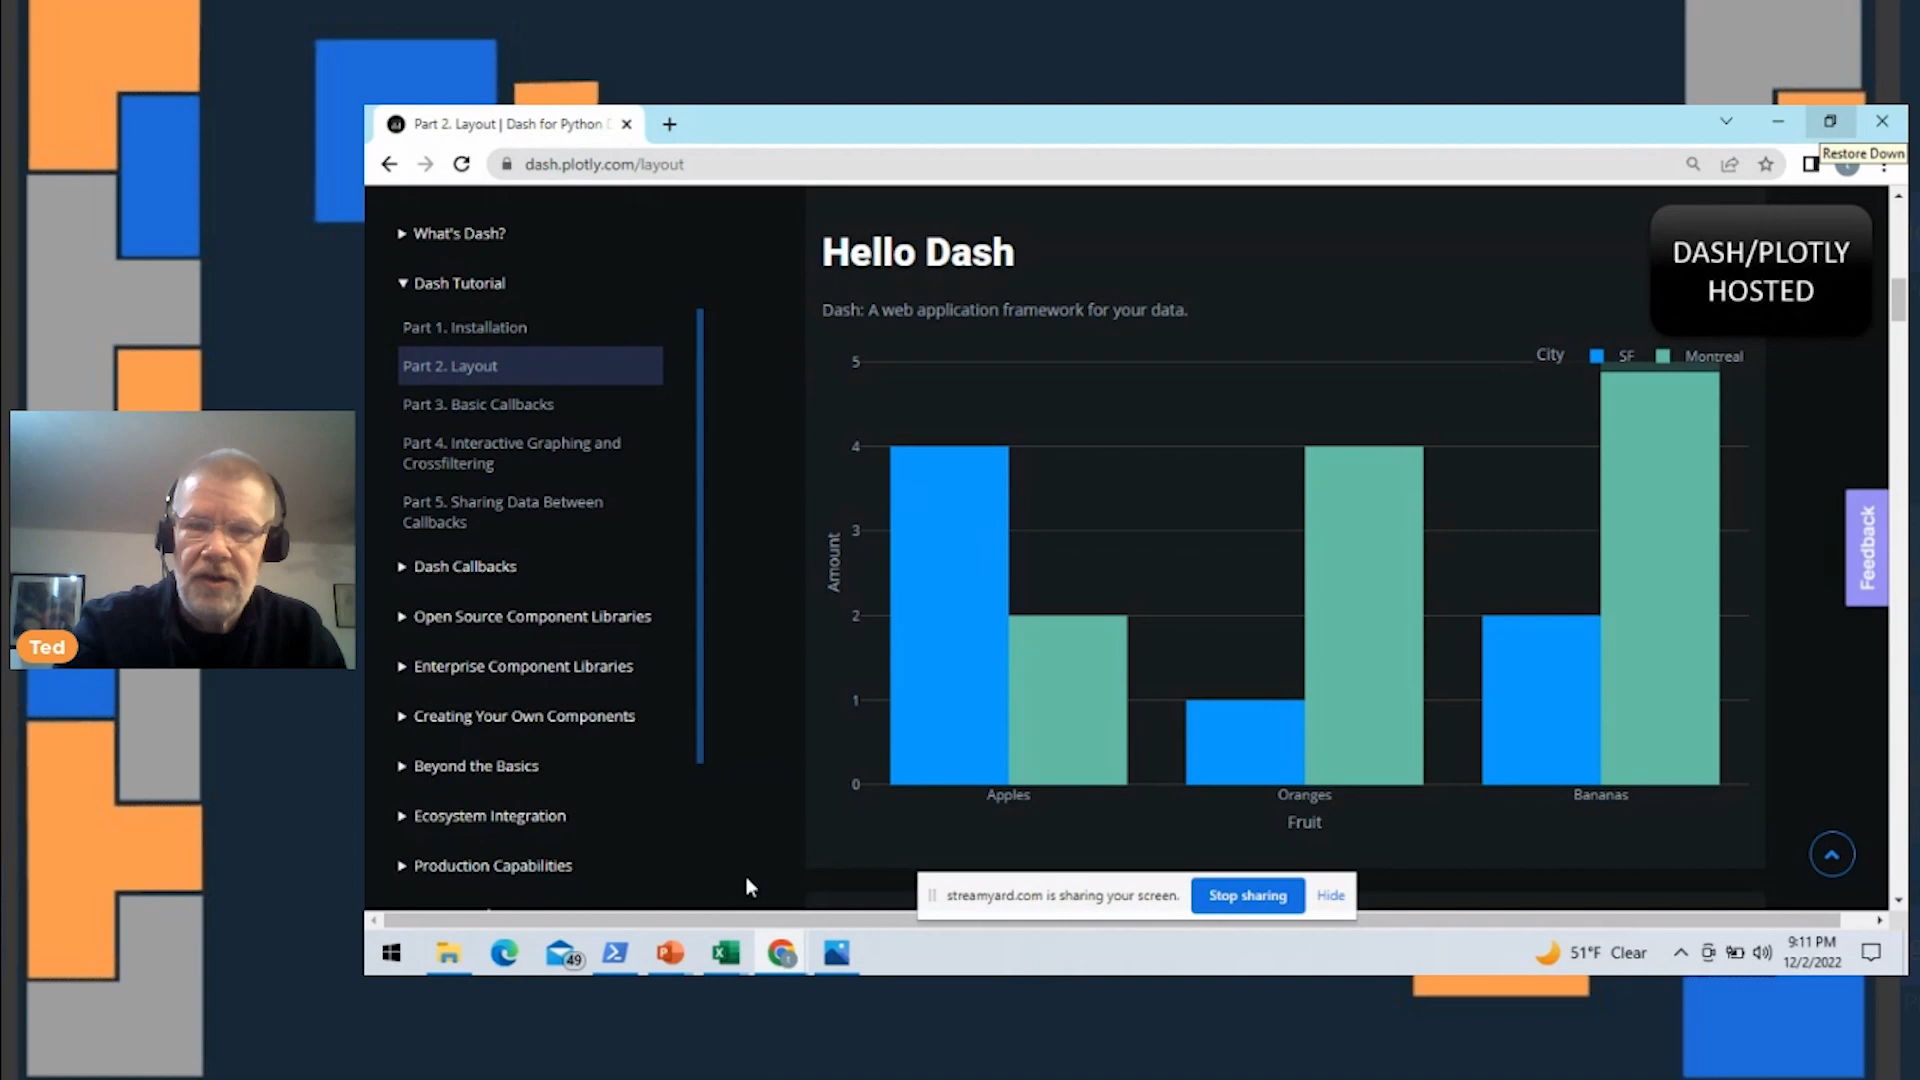 Part 2. Layout | Dash for Python
dash.plotly.com/layout
Restore Down
What's Dash?
Dash Tutorial
Part 1. Installation
Part 2. Layout
Part 3. Basic Callbacks
Part 4. Interactive Graphing and
Crossfiltering
Part 5. Sharing Data Between
Callbacks
Dash Callbacks
Open Source Component Libraries
Enterprise Component Libraries
Creating Your Own Components
Beyond the Basics
Ecosystem Integration
Production Capabilities
Hello Dash
Dash: A web application framework for your data.
DASH/PLOTLY
HOSTED
City SF Montreal
5
4
3
2
1
0
Amount
Apples Oranges Bananas
Fruit
Feedback
Ted
streamyard.com is sharing your screen. Stop sharing Hide
49
51°F Clear
9:11 PM
12/2/2022